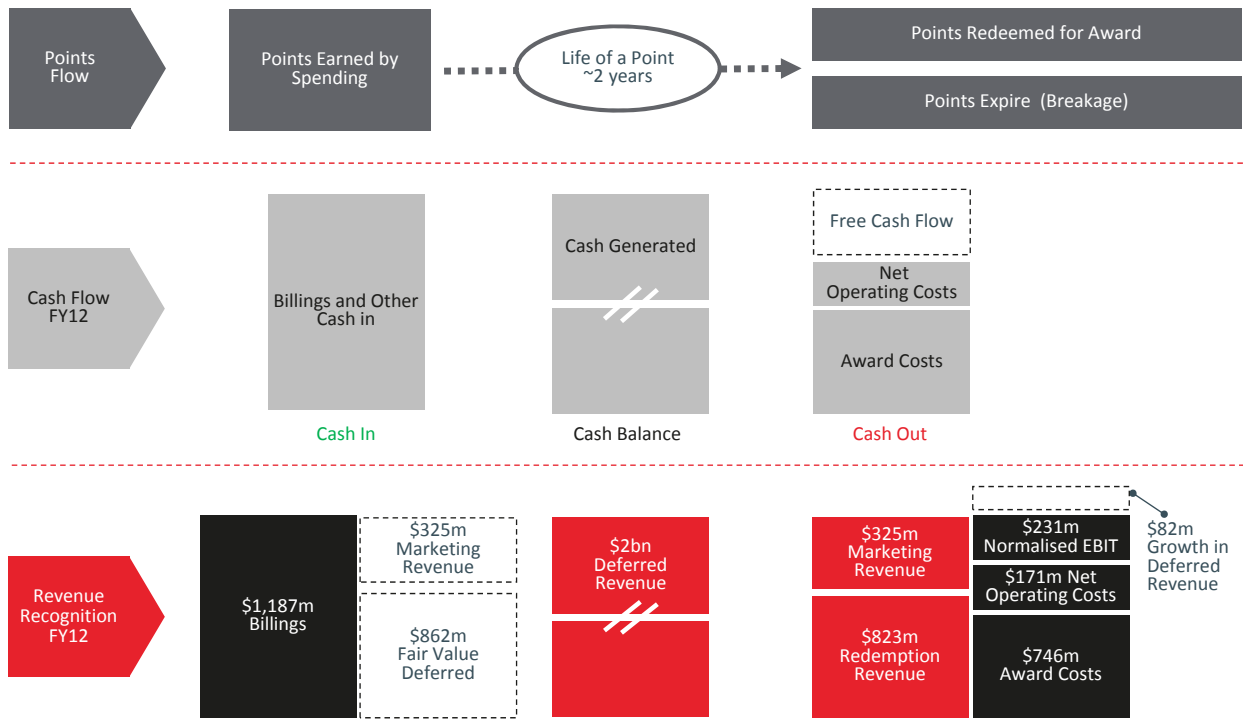 Points
Flow
Points Earned by
Spending
Life of a Point
~2 years
Points Redeemed for Award
Points Expire (Breakage)
Cash Flow
FY12
Billings and Other
Cash in
Cash Generated
Free Cash Flow
Net
Operating Costs
Award Costs
Cash In
Cash Balance
Cash Out
Revenue
Recognition
FY12
$1,187m
Billings
$325m
Marketing
Revenue
$862m
Fair Value
Deferred
$2bn
Deferred
Revenue
$325m
Marketing
Revenue
$823m
Redemption
Revenue
$231m
Normalised EBIT
$171m Net
Operating Costs
$746m
Award Costs
$82m
Growth in
Deferred
Revenue